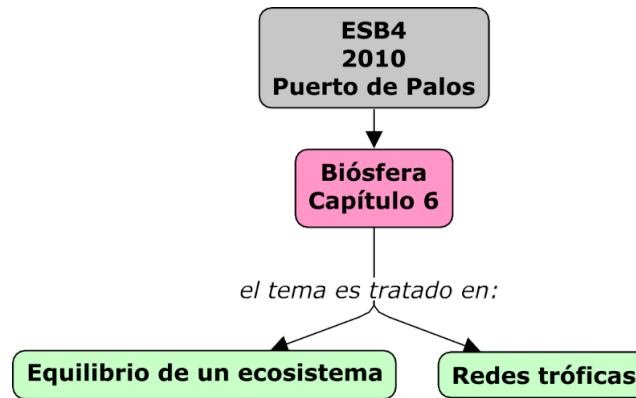 ESB4
2010
Puerto de Palos
Biósfera
Capítulo 6
el tema es tratado en:
Equilibrio de un ecosistema
Redes tróficas